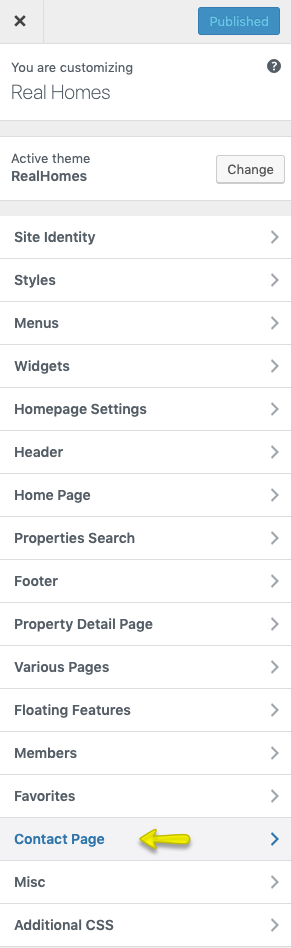 Published
You are customizing
Real Homes
Active theme
RealHomes
Change
Site Identity
Styles
Menus
Widgets
Homepage Settings
Header
Home Page
Properties Search
Footer
Property Detail Page
Various Pages
Floating Features
Members
Favorites
Contact Page
Misc
Additional CSS